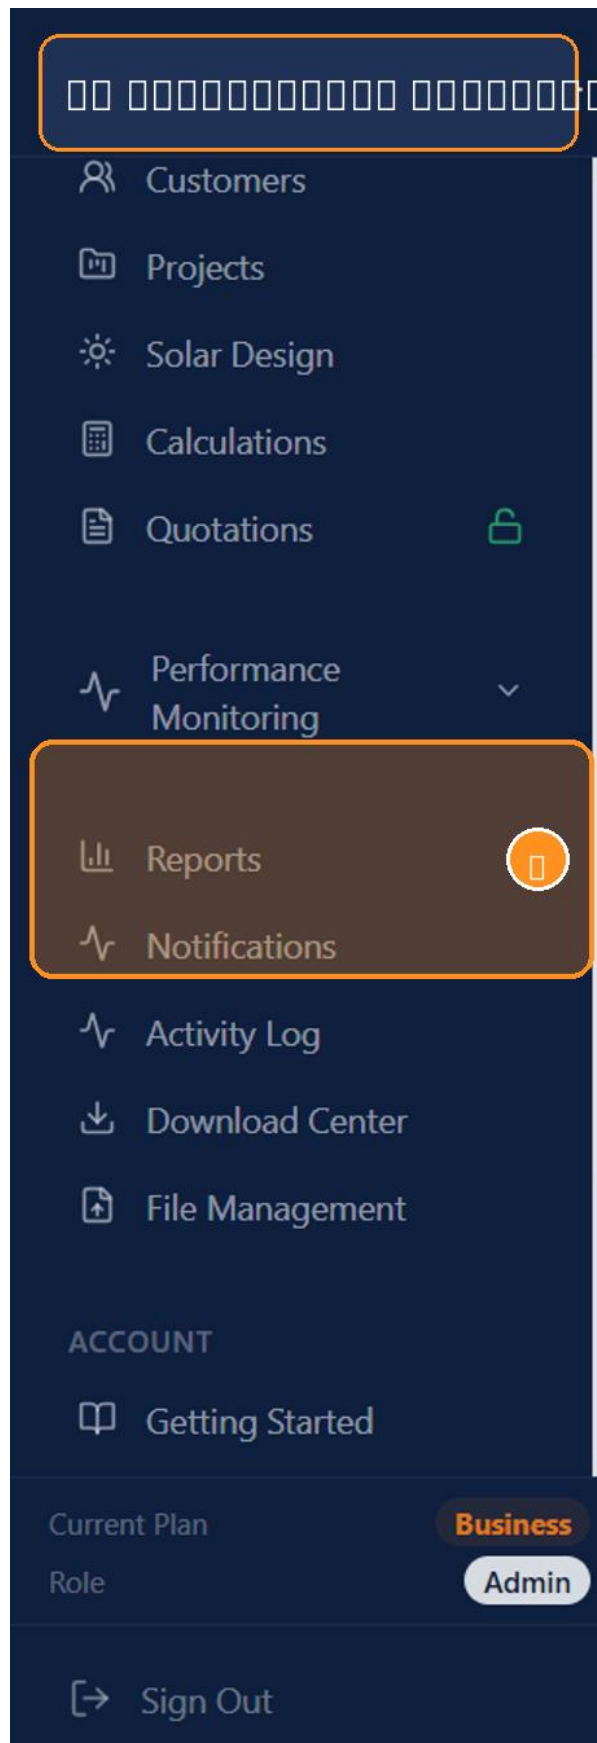 Customers
Projects
Solar Design
Calculations
Quotations
Performance
Monitoring
Reports
Notifications
Activity Log
Download Center
File Management
ACCOUNT
Getting Started
Current Plan
Business
Role
Admin
Sign Out